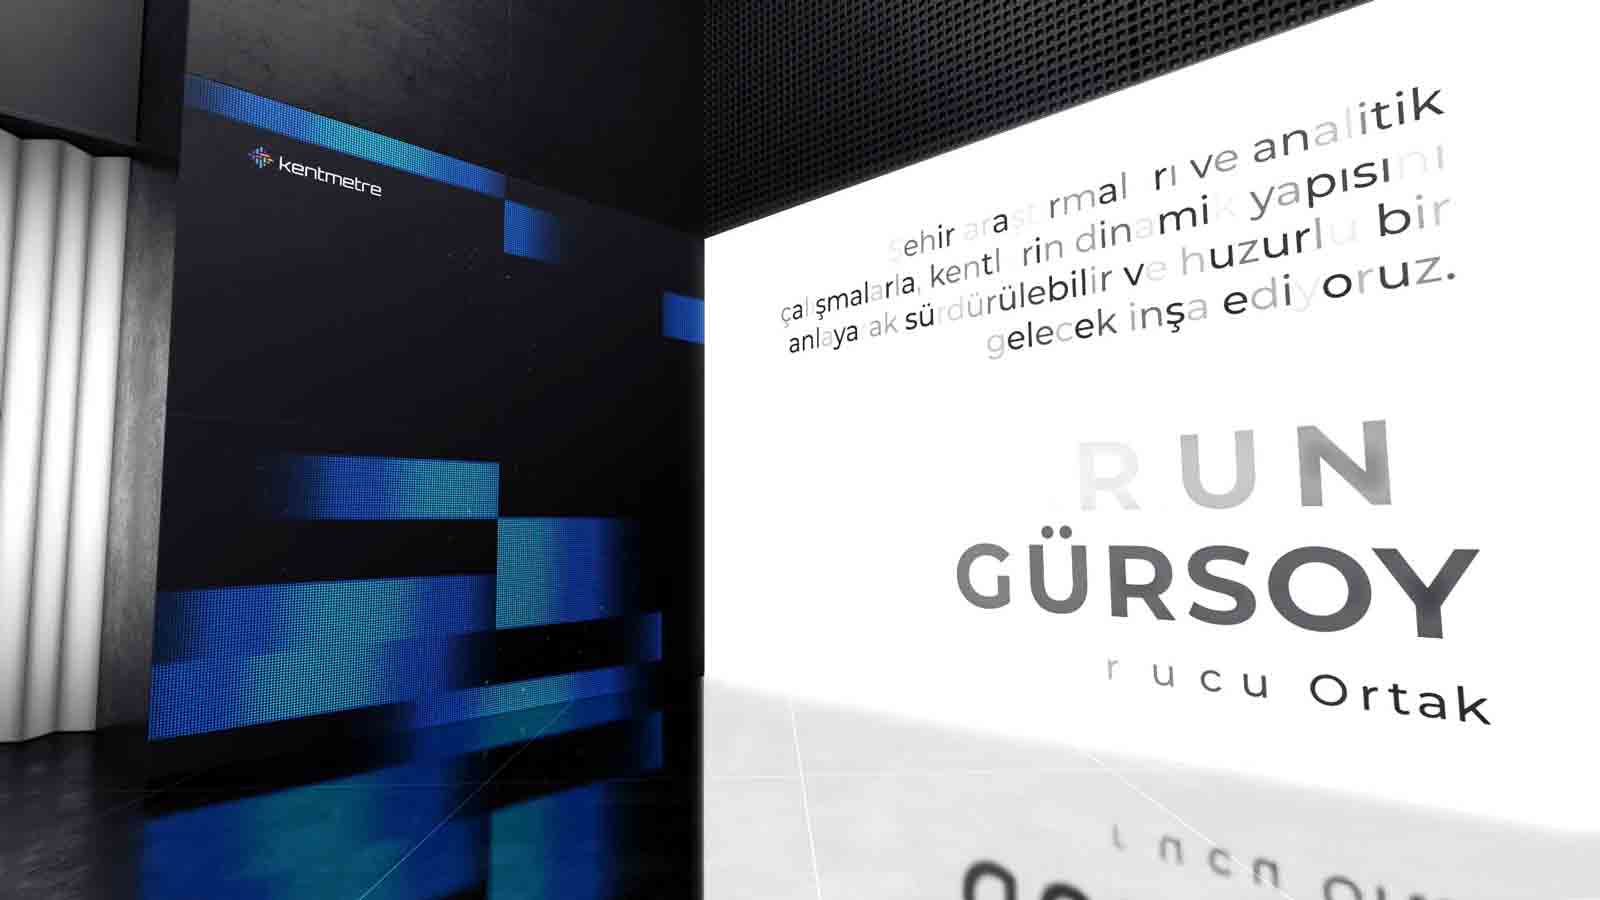 kentmetre
Şehir araştırmaları ve analitik
çalışmalarla, kentlerin dinamik yapısını
anlayarak sürdürülebilir ve huzurlu bir
gelecek inşa ediyoruz.
RUN
GÜRSOY
rucu Ortak